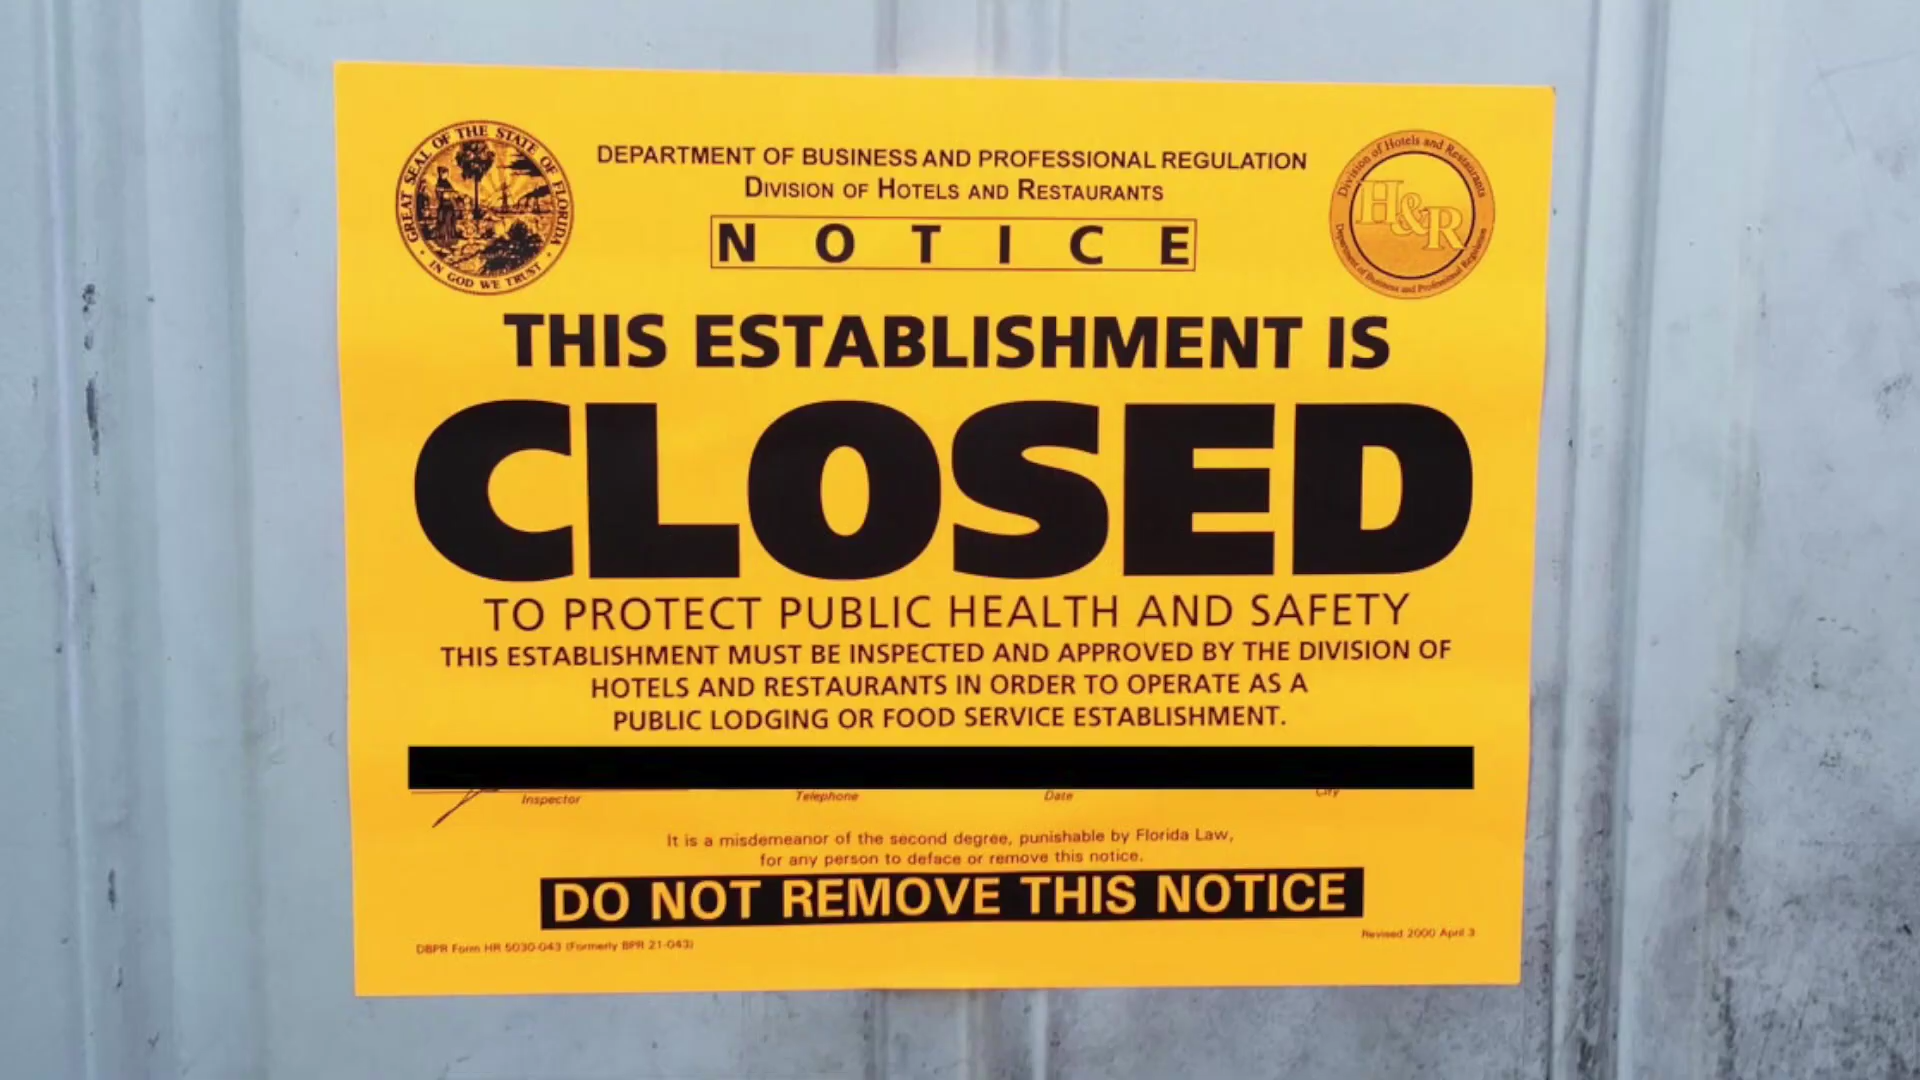 GREAT SEAL OF THE STATE OF FLORIDA
IN GOD WE TRUST
DEPARTMENT OF BUSINESS AND PROFESSIONAL REGULATION
DIVISION OF HOTELS AND RESTAURANTS
NOTICE
Division of Hotels and Restaurants
H&R
Department of Business and Professional Regulation
THIS ESTABLISHMENT IS
CLOSED
TO PROTECT PUBLIC HEALTH AND SAFETY
THIS ESTABLISHMENT MUST BE INSPECTED AND APPROVED BY THE DIVISION OF
HOTELS AND RESTAURANTS IN ORDER TO OPERATE AS A
PUBLIC LODGING OR FOOD SERVICE ESTABLISHMENT.
Inspector Telephone Date City
It is a misdemeanor of the second degree, punishable by Florida Law,
for any person to deface or remove this notice.
DO NOT REMOVE THIS NOTICE
DBPR Form HR 5030-043 (Formerly BPR 21-043) Revised 2000 April 3